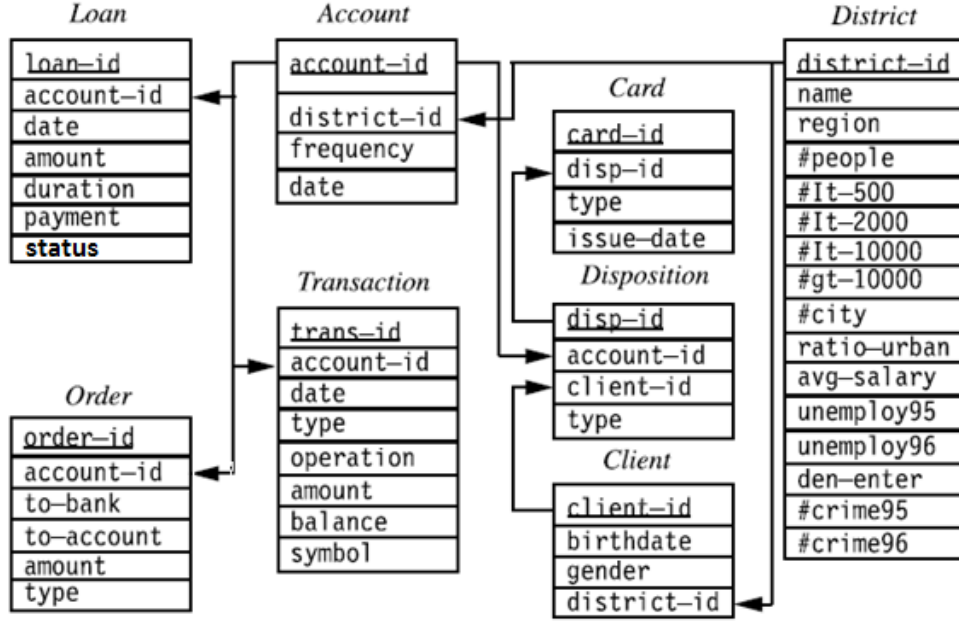 Loan
loan–id
account–id
date
amount
duration
payment
status
Account
account–id
district–id
frequency
date
Card
card–id
disp–id
type
issue–date
District
district–id
name
region
#people
#It–500
#It–2000
#It–10000
#gt–10000
#city
ratio–urban
avg–salary
unemploy95
unemploy96
den–enter
#crime95
#crime96
Transaction
trans–id
account–id
date
type
operation
amount
balance
symbol
Disposition
disp–id
account–id
client–id
type
Order
order–id
account–id
to–bank
to–account
amount
type
Client
client–id
birthdate
gender
district–id